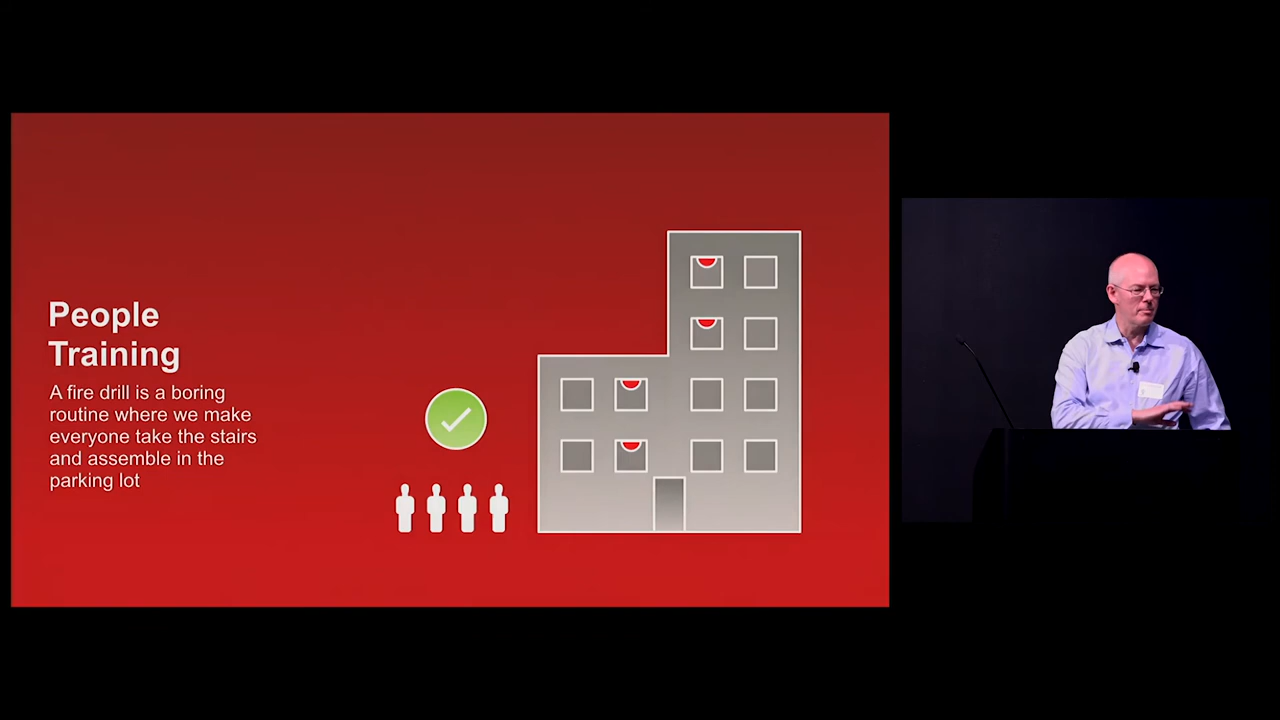 People
Training
A fire drill is a boring
routine where we make
everyone take the stairs
and assemble in the
parking lot